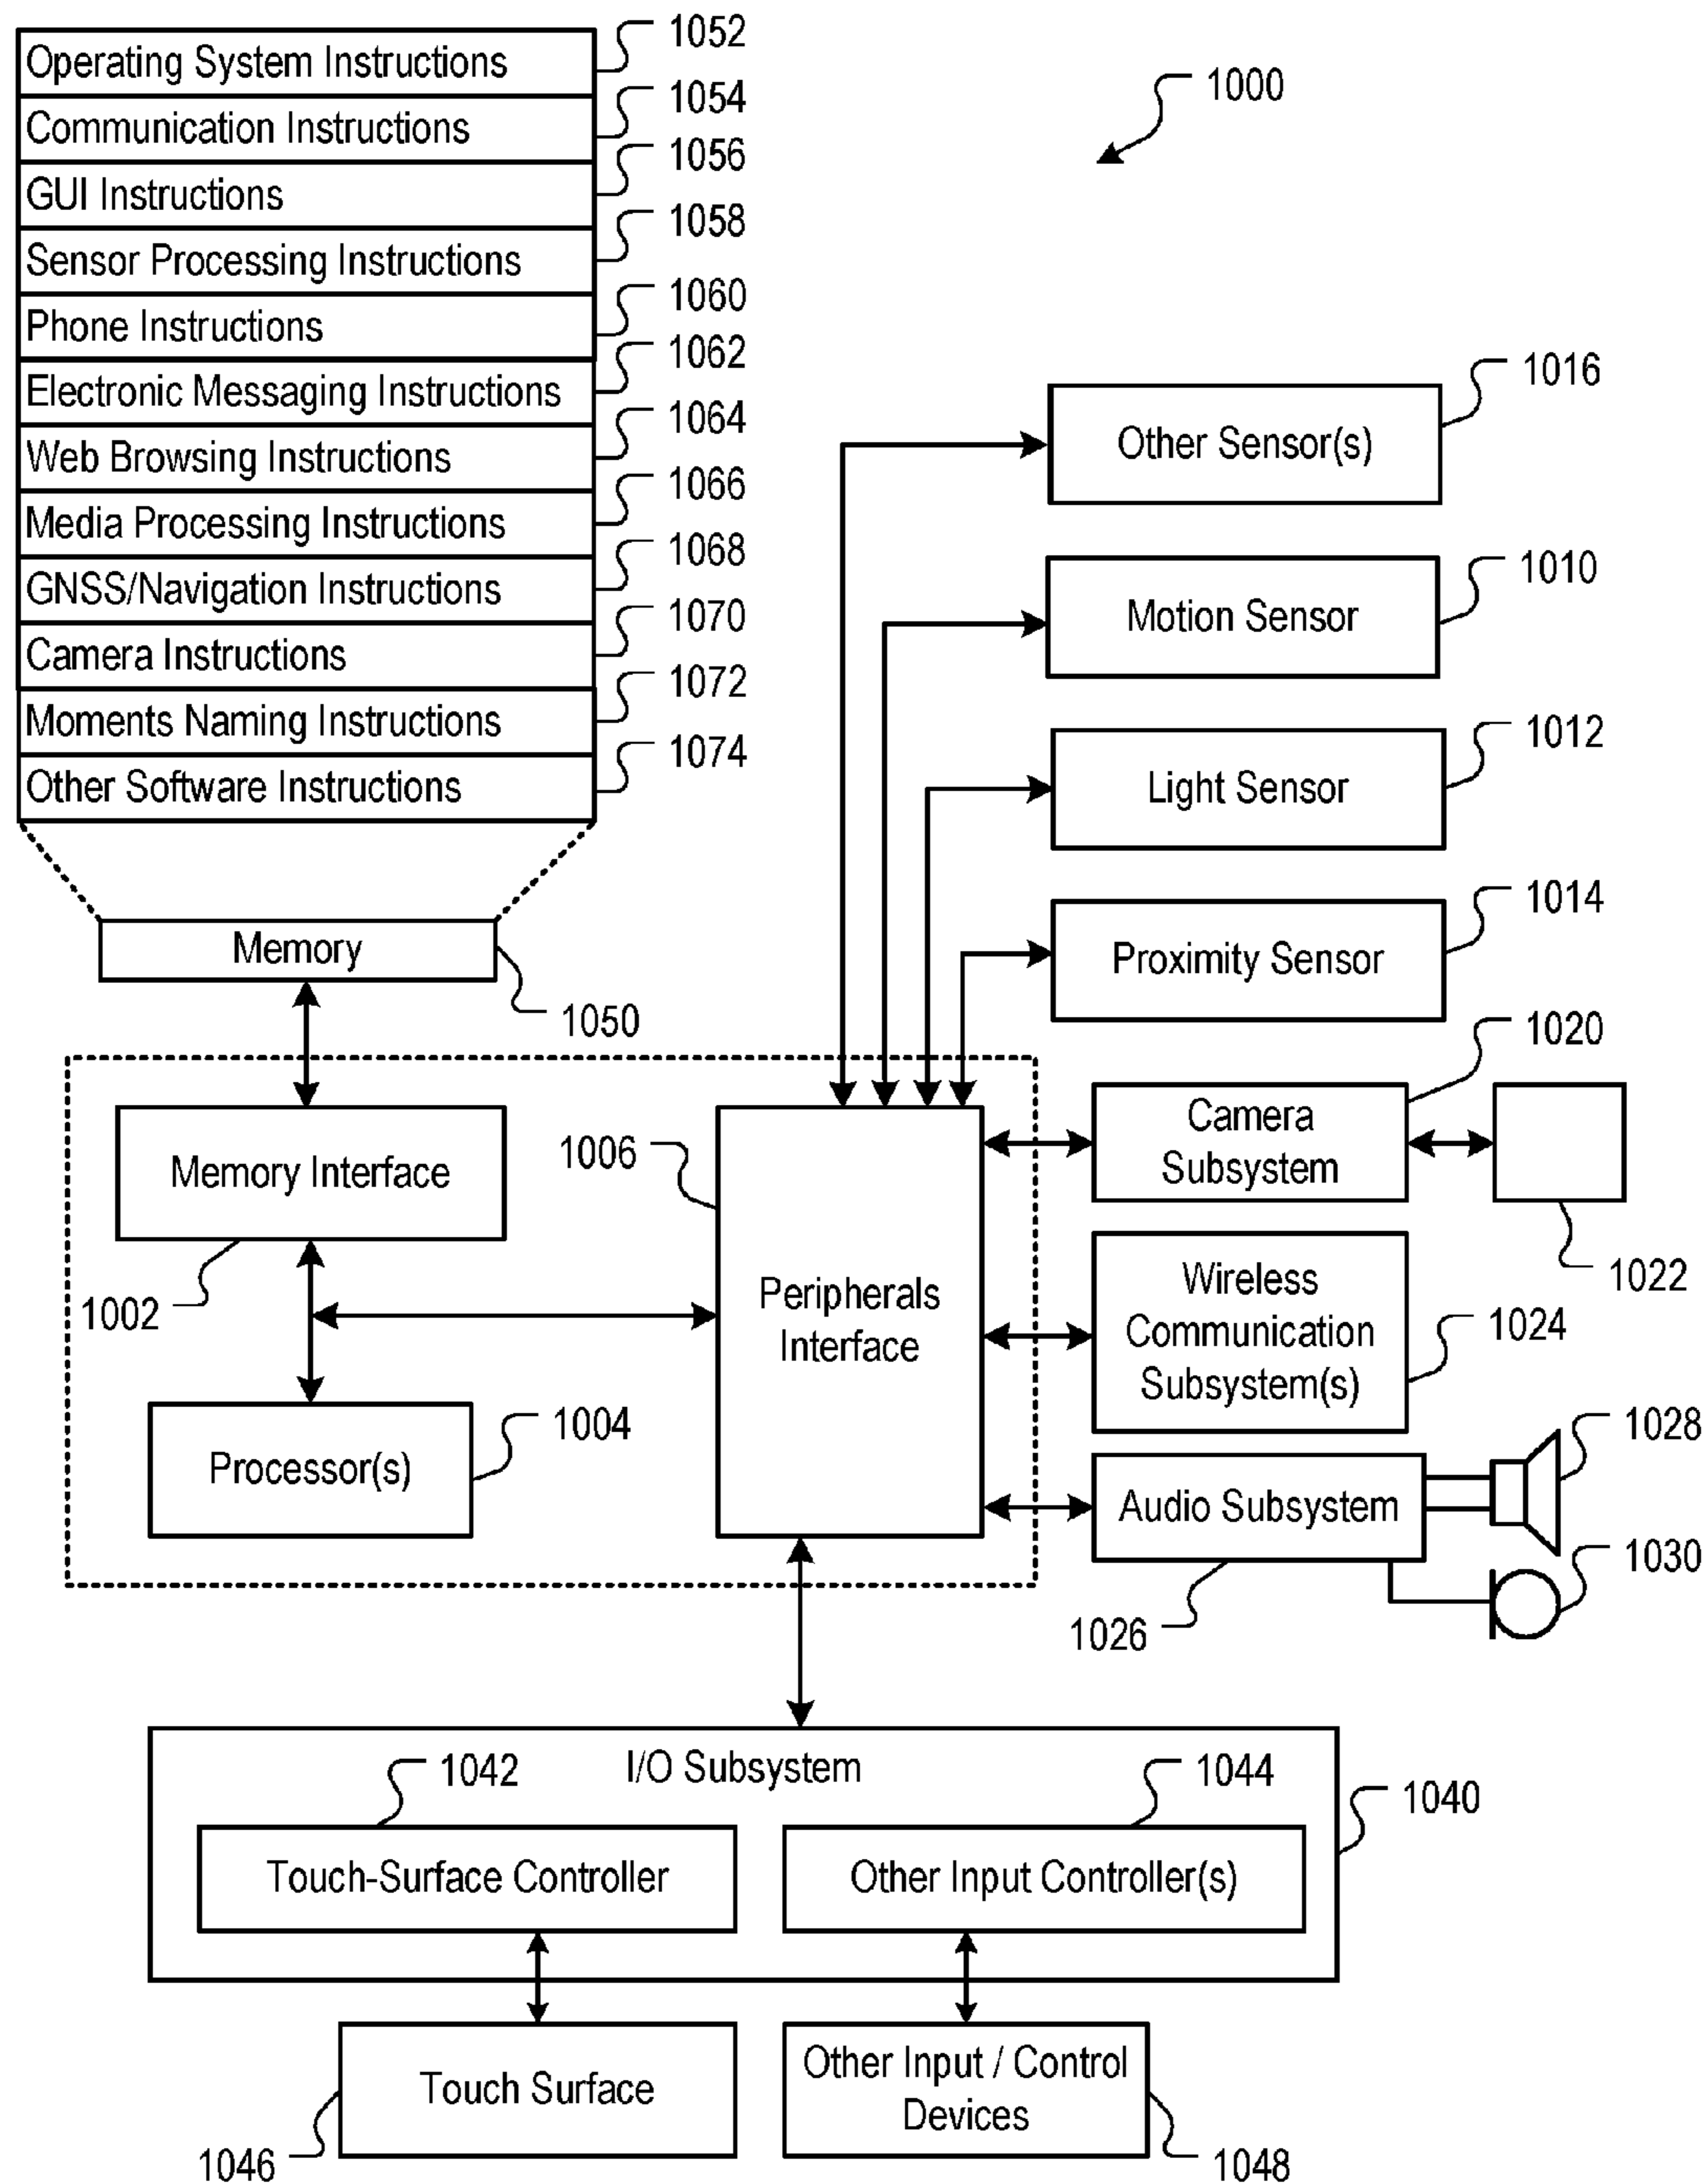 Operating System Instructions
1052
Communication Instructions
1054
GUI Instructions
1056
Sensor Processing Instructions
1058
Phone Instructions
1060
Electronic Messaging Instructions
1062
Web Browsing Instructions
1064
Media Processing Instructions
1066
GNSS/Navigation Instructions
1068
Camera Instructions
1070
Moments Naming Instructions
1072
Other Software Instructions
1074
1000
Memory
1050
Other Sensor(s)
1016
Motion Sensor
1010
Light Sensor
1012
Proximity Sensor
1014
Memory Interface
1002
Processor(s)
1004
1006
Peripherals
Interface
Camera
Subsystem
1020
1022
Wireless
Communication
Subsystem(s)
1024
Audio Subsystem
1026
1028
1030
I/O Subsystem
1040
1042
Touch-Surface Controller
1044
Other Input Controller(s)
Touch Surface
1046
Other Input / Control
Devices
1048